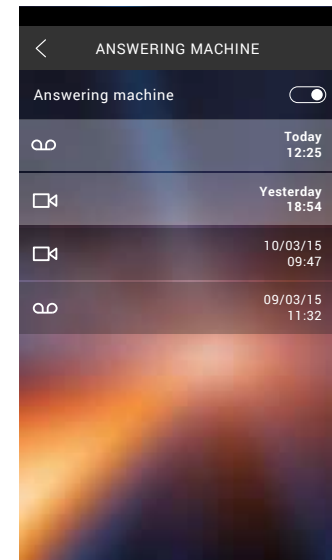 ANSWERING MACHINE
Answering machine
Today
12:25
Yesterday
18:54
10/03/15
09:47
09/03/15
11:32